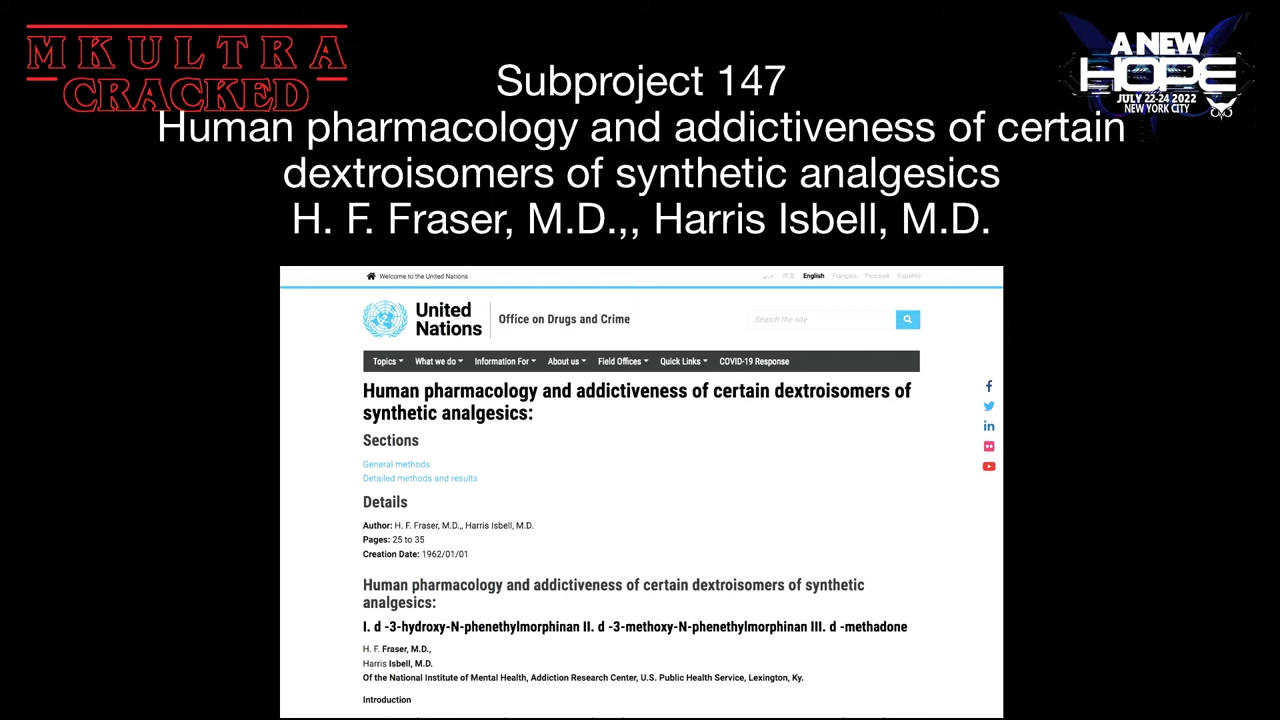 MKULTRA
CRACKED
A NEW
HOPE
JULY 22-24 2022
NEW YORK CITY
Subproject 147
Human pharmacology and addictiveness of certain
dextroisomers of synthetic analgesics
H. F. Fraser, M.D.,, Harris Isbell, M.D.
Welcome to the United Nations
عربي 中文 English Français Русский Español
United
Nations
Office on Drugs and Crime
Search the site
Topics What we do Information For About us Field Offices Quick Links COVID-19 Response
Human pharmacology and addictiveness of certain dextroisomers of
synthetic analgesics:
Sections
General methods
Detailed methods and results
Details
Author: H. F. Fraser, M.D.,, Harris Isbell, M.D.
Pages: 25 to 35
Creation Date: 1962/01/01
Human pharmacology and addictiveness of certain dextroisomers of synthetic
analgesics:
I. d -3-hydroxy-N-phenethylmorphinan II. d -3-methoxy-N-phenethylmorphinan III. d -methadone
H. F. Fraser, M.D.,
Harris Isbell, M.D.
Of the National Institute of Mental Health, Addiction Research Center, U.S. Public Health Service, Lexington, Ky.
Introduction